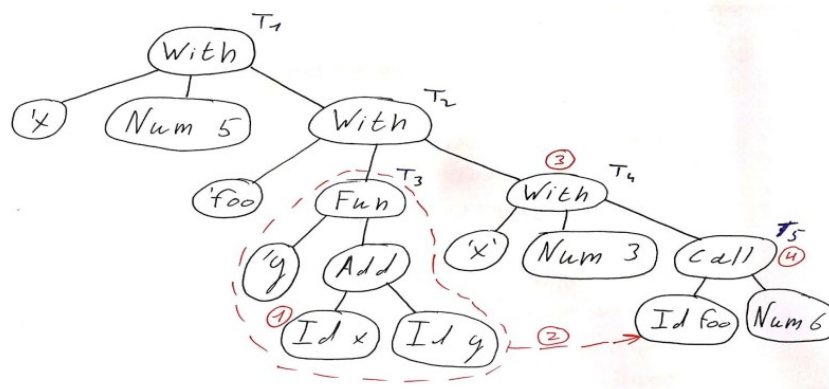 T1
With
'x
Num 5
T2
With
'foo
T3
Fun
'y
Add
1
Id x
Id y
2
3
T4
With
'x'
Num 3
T5
Call
4
Id foo
Num 6